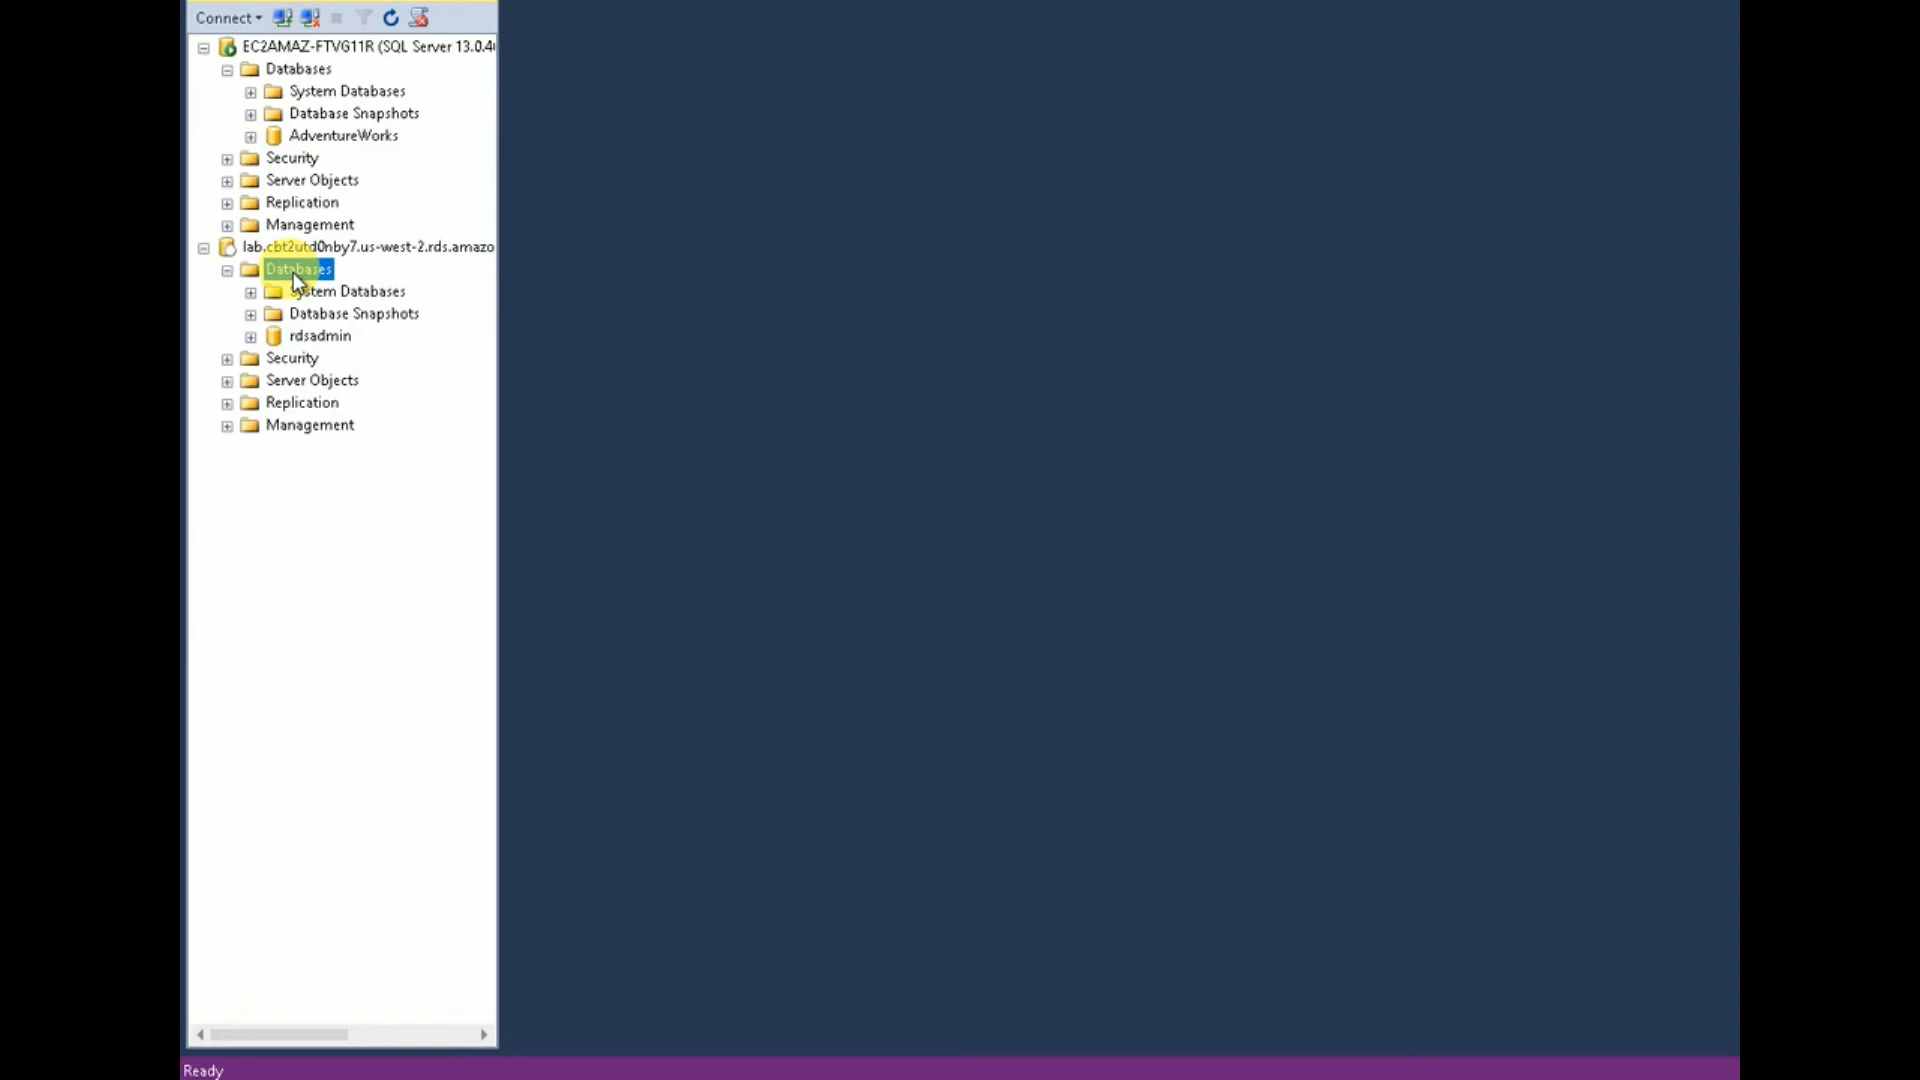 Connect
EC2AMAZ-FTVG11R (SQL Server 13.0.4
Databases
System Databases
Database Snapshots
AdventureWorks
Security
Server Objects
Replication
Management
lab.cbt2utd0nby7.us-west-2.rds.amazo
Databases
System Databases
Database Snapshots
rdsadmin
Security
Server Objects
Replication
Management
Ready